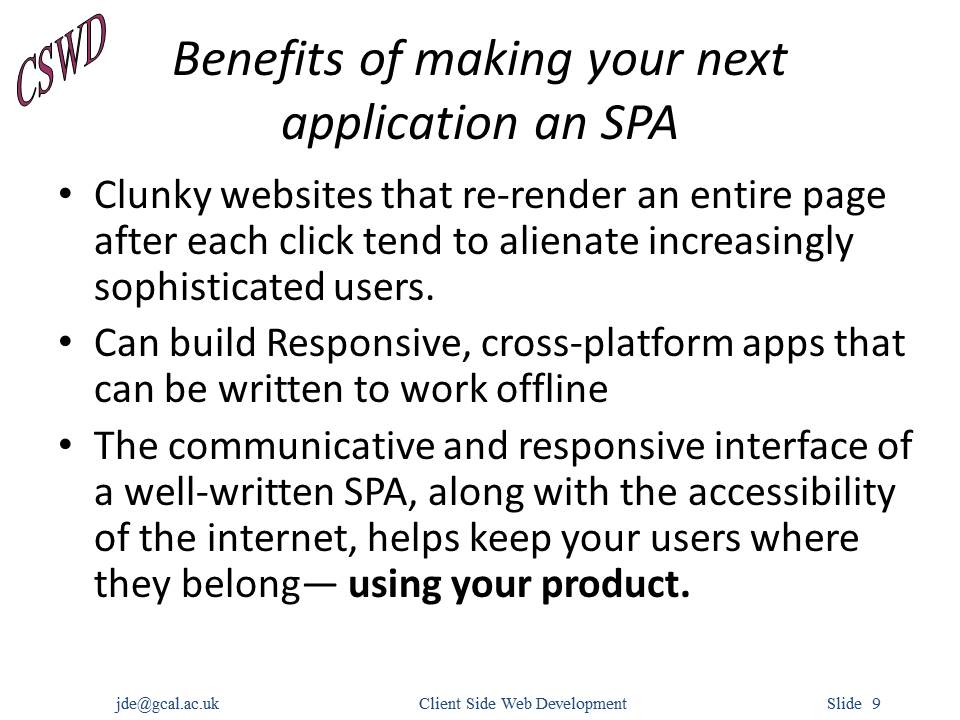 CSWD
Benefits of making your next
application an SPA
• Clunky websites that re-render an entire page
after each click tend to alienate increasingly
sophisticated users.
• Can build Responsive, cross-platform apps that
can be written to work offline
• The communicative and responsive interface of
a well-written SPA, along with the accessibility
of the internet, helps keep your users where
they belong— using your product.
jde@gcal.ac.uk Client Side Web Development Slide 9